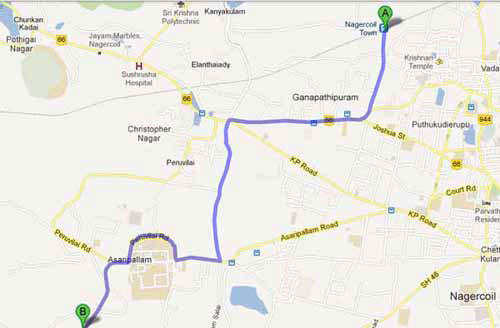 A
Chunkan
Kadai
Sri Krishna
Polytechnic
Kanyakulam
Nagercoil
Town
Pothigai
Nagar
66
Jayam Marbles,
Nagercoil
H
Sushrusha
Hospital
Elanthaiady
Krishnan
Temple
Vada
66
Ganapathipuram
66
Joshua St
Puthukudierupu
944
Christopher
Nagar
Peruvilai
KP Road
66
Court Rd
Parvath
Residency
KP Road
Asaripallam Road
Peruvilai Rd
Peruvilai Rd
Asaripallam
Chett
Kulam
SH 46
Nagercoil
B
Salai